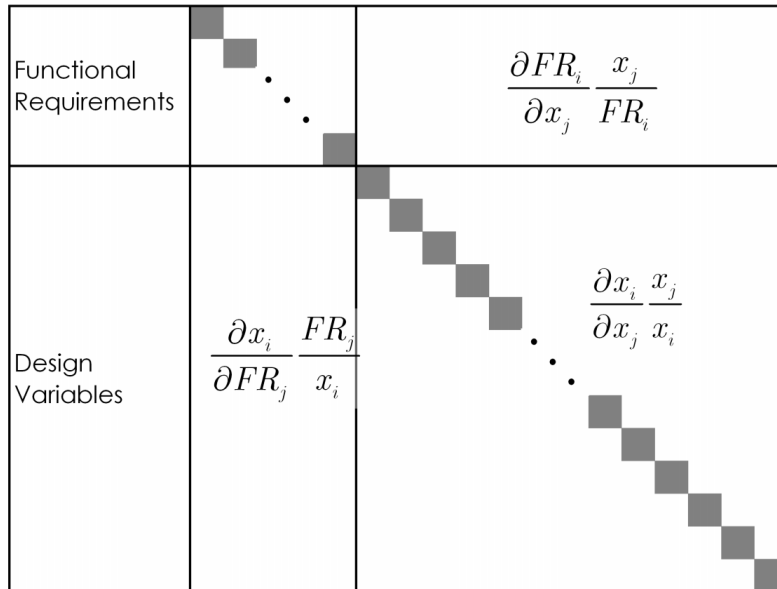 Functional
Requirements
∂FR_i x_j
∂x_j FR_i
∂x_i FR_j
∂FR_j x_i
∂x_i x_j
∂x_j x_i
Design
Variables